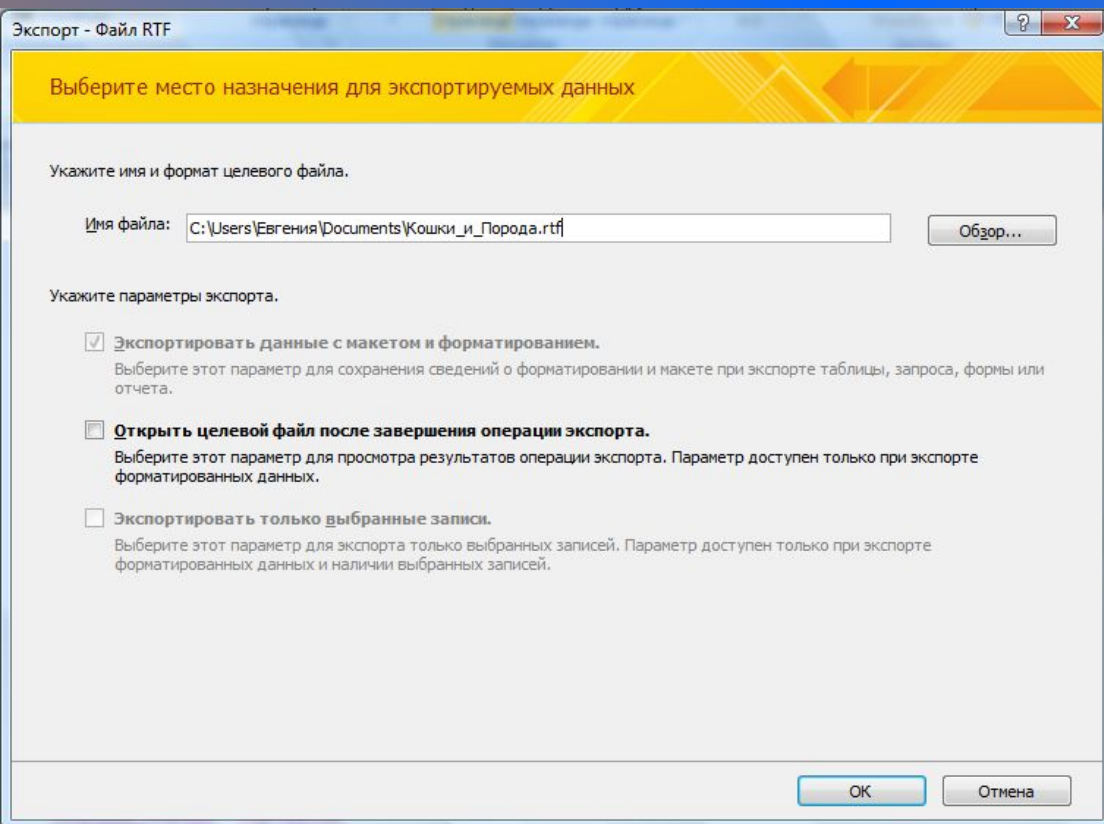 Экспорт - Файл RTF
Выберите место назначения для экспортируемых данных
Укажите имя и формат целевого файла.
Имя файла: C:\Users\Евгения\Documents\Кошки_и_Порода.rtf Обзор...
Укажите параметры экспорта.
Экспортировать данные с макетом и форматированием.
Выберите этот параметр для сохранения сведений о форматировании и макете при экспорте таблицы, запроса, формы или
отчета.
Открыть целевой файл после завершения операции экспорта.
Выберите этот параметр для просмотра результатов операции экспорта. Параметр доступен только при экспорте
форматированных данных.
Экспортировать только выбранные записи.
Выберите этот параметр для экспорта только выбранных записей. Параметр доступен только при экспорте
форматированных данных и наличии выбранных записей.
ОК Отмена